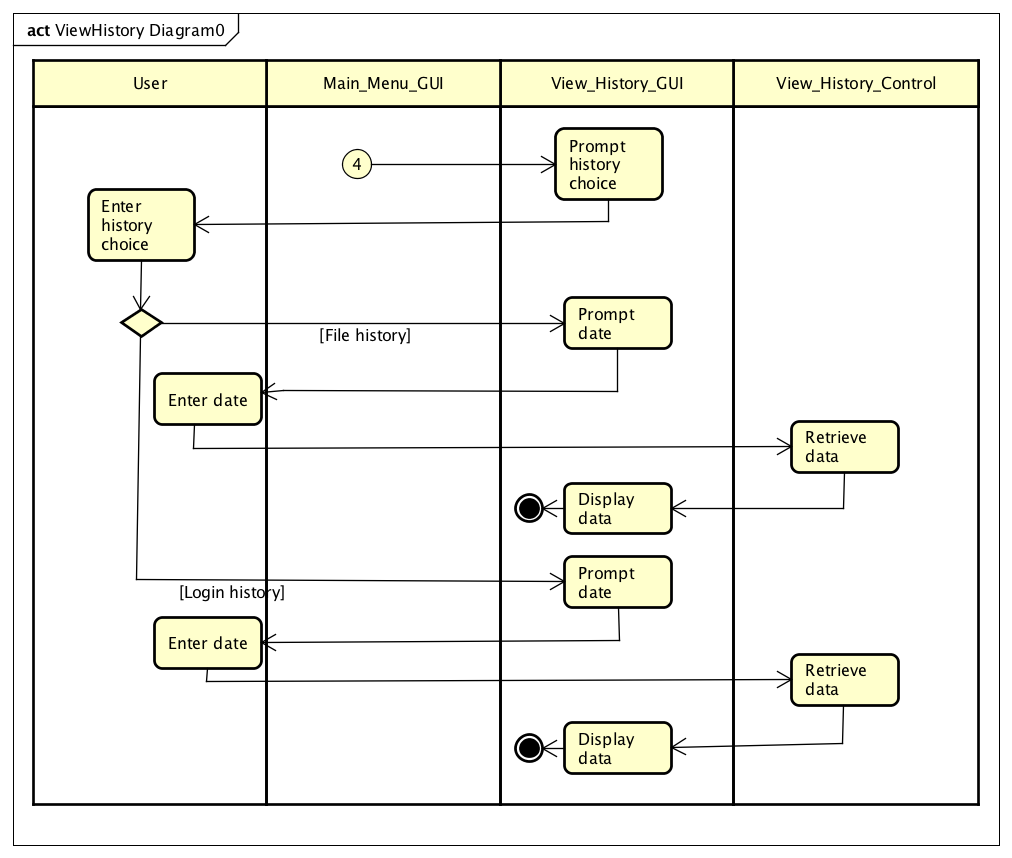 act ViewHistory Diagram0
User
Main_Menu_GUI
View_History_GUI
View_History_Control
4
Prompt
history
choice
Enter
history
choice
Prompt
date
[File history]
Enter date
Retrieve
data
Display
data
Prompt
date
[Login history]
Enter date
Retrieve
data
Display
data